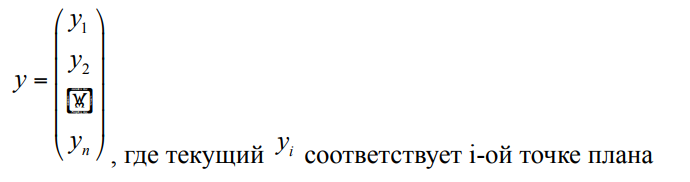 y₁
y₂
y =
yₙ
, где текущий yᵢ соответствует i-ой точке плана